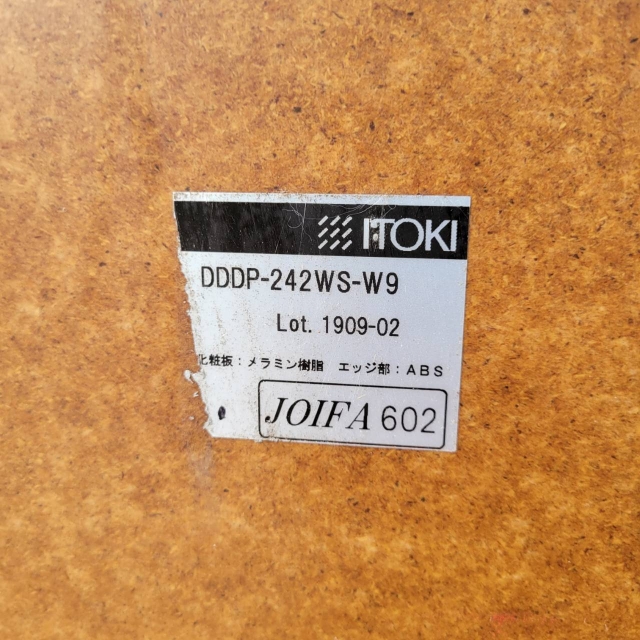 ITOKI
DDDP-242WS-W9
Lot. 1909-02
化粧板：メラミン樹脂 エッジ部：ABS
JOIFA 602